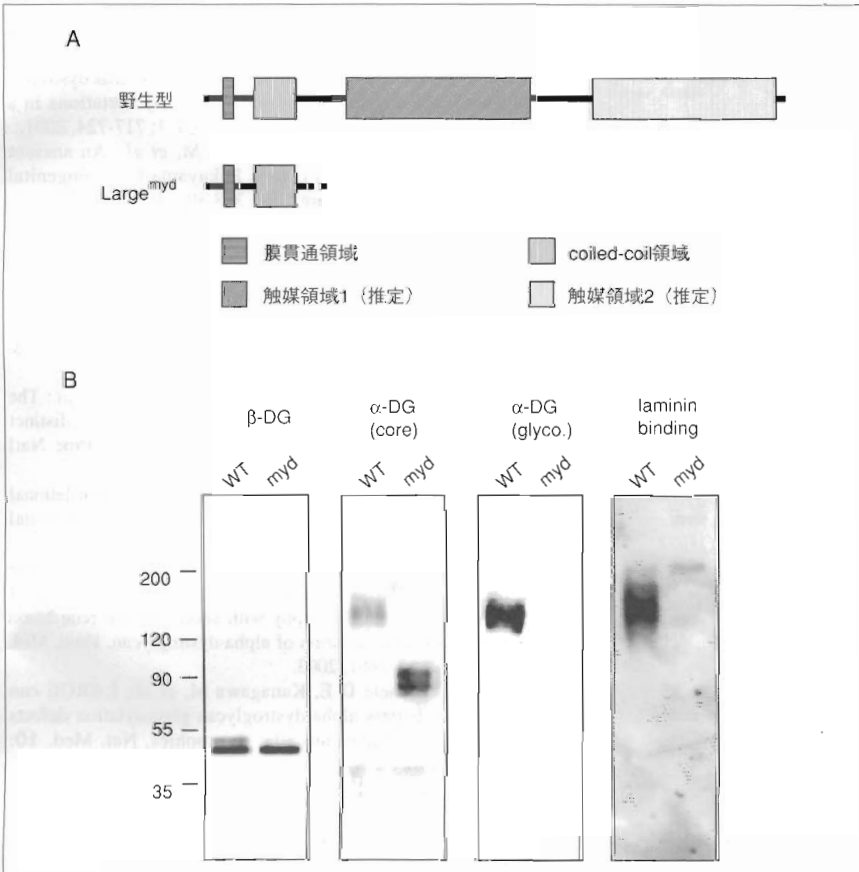 A
野生型
Large^myd
膜貫通領域
coiled-coil領域
触媒領域1（推定）
触媒領域2（推定）
B
β-DG
α-DG
(core)
α-DG
(glyco.)
laminin
binding
WT myd WT myd WT myd WT myd
200
120
90
55
35